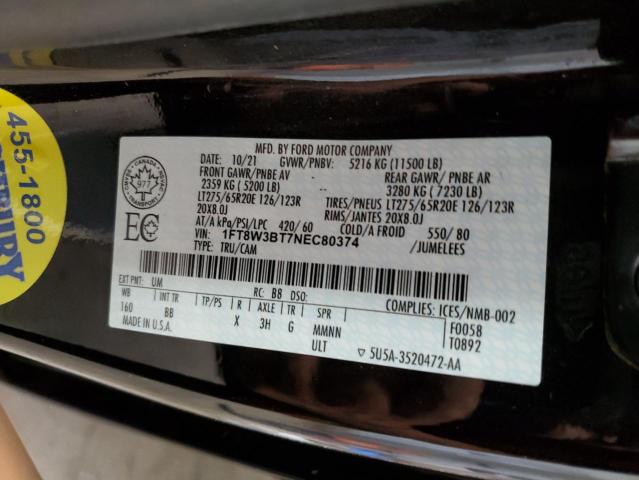 455-1800
MFD. BY FORD MOTOR COMPANY
DATE: 10/21 GVWR/PNBV: 5216 KG (11500 LB)
FRONT GAWR/PNBE AV REAR GAWR/ PNBE AR
2359 KG ( 5200 LB) 3280 KG ( 7230 LB)
LT275/65R20E 126/123R TIRES/PNEUS LT275/65R20E 126/123R
20X8.0J RIMS/JANTES 20X8.0J
AT/A kPa/PSI/LPC 420/60 COLD/A FROID 550/80
VIN: 1FT8W3BT7NEC80374 /JUMELEES
TYPE: TRU/CAM
CANADA
TRANSPORT
977
EC
EXT PNT: UM RC: BB DSO:
WB INT TR TP/PS R AXLE TR SPR
160 BB X 3H G MMNN
ULT
MADE IN U.S.A.
COMPLIES: ICES/NMB-002
F0058
T0892
▽ 5U5A-3520472-AA